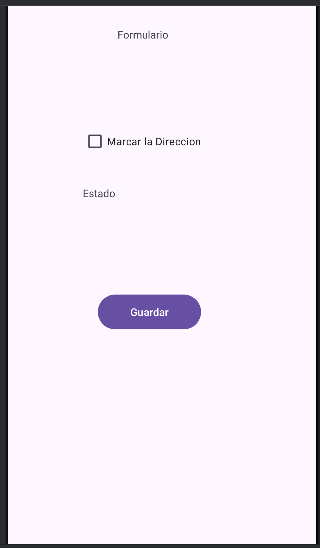 Formulario
Marcar la Direccion
Estado
Guardar